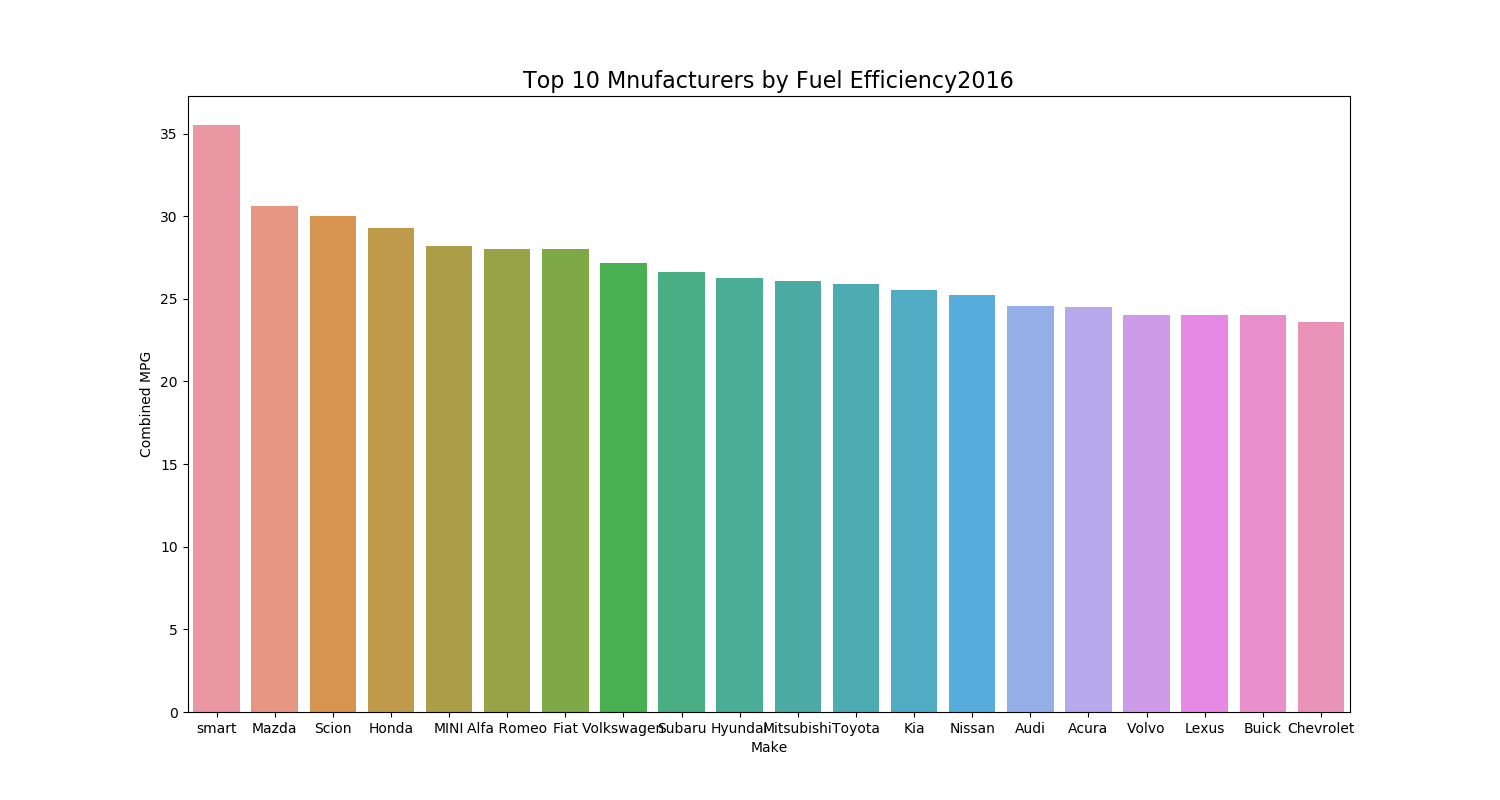 Top 10 Mnufacturers by Fuel Efficiency2016
35
30
25
20
15
10
5
0
Combined MPG
smart Mazda Scion Honda MINI Alfa Romeo Fiat Volkswagen Subaru Hyundai Mitsubishi Toyota Kia Nissan Audi Acura Volvo Lexus Buick Chevrolet
Make